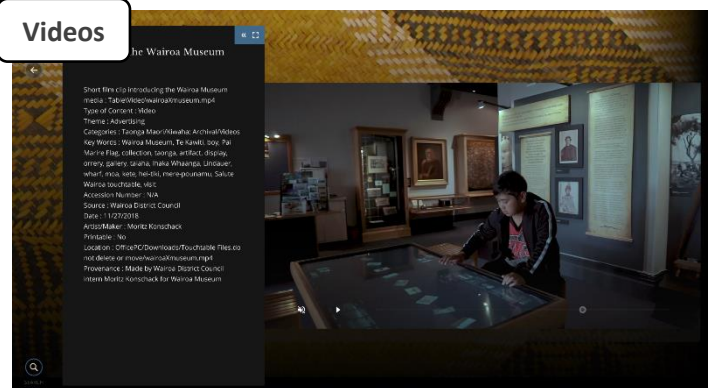 Videos
he Wairoa Museum
Short film clip introducing the Wairoa Museum
media : Table\Video\wairoaXmuseum.mp4
Type of Content : Video
Theme : Advertising
Categories : Taonga Maori/Kiwaha; Archival/Videos
Key Words : Wairoa Museum, Te Kawiti, boy, Pai
Marire Flag, collection, taonga, artifact, display,
orrery, gallery, taiaha, Ihaka Whaanga, Lindauer,
wharf, moa, kete, hei-tiki, mere-pounamu, Salute
Wairoa touchtable, visit
Accession Number : N/A
Source : Wairoa District Council
Date : 11/27/2018
Artist/Maker : Moritz Konschack
Printable : No
Location : OfficePC/Downloads/Touchtable Files.do
not delete or move/wairoaXmuseum.mp4
Provenance : Made by Wairoa District Council
intern Moritz Konschack for Wairoa Museum